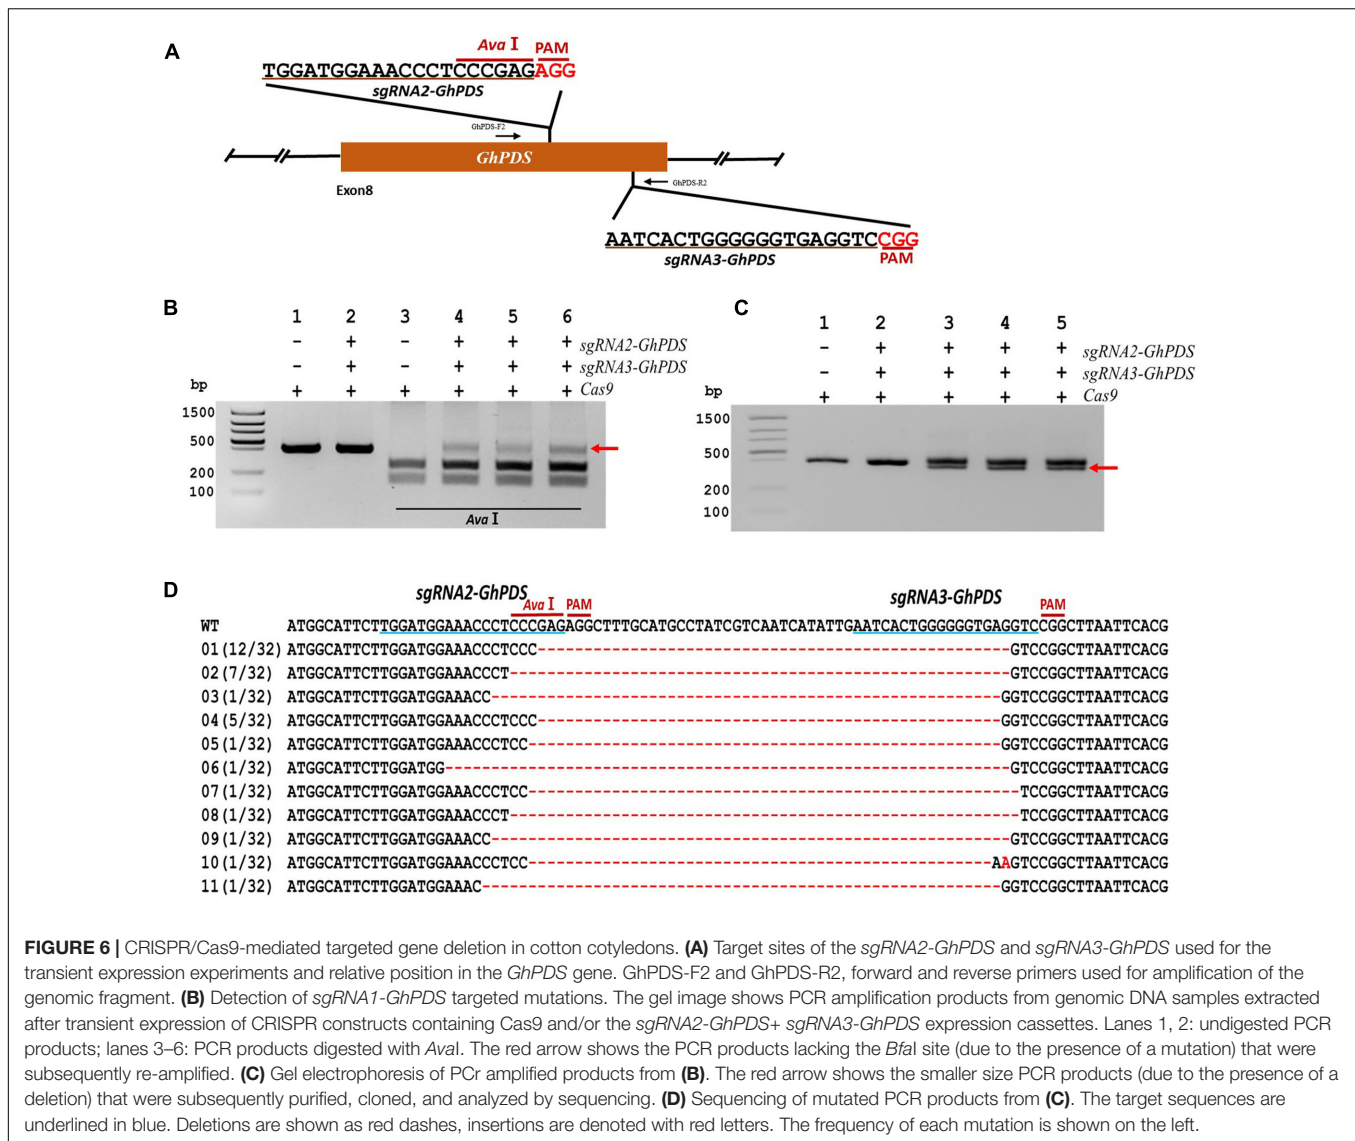 A
Ava I PAM
TGGATGGAAACCCTCCCGAGAGG
sgRNA2-GhPDS
GhPDS-F2
GhPDS
Exon8
GhPDS-R2
AATCACTGGGGGGTGAGGTCCGG
sgRNA3-GhPDS PAM
B
1 2 3 4 5 6
- + - + + + sgRNA2-GhPDS
- + - + + + sgRNA3-GhPDS
bp + + + + + + Cas9
1500
500
200
100
Ava I
C
1 2 3 4 5
- + + + + sgRNA2-GhPDS
- + + + + sgRNA3-GhPDS
bp + + + + + Cas9
1500
500
200
100
D
sgRNA2-GhPDS sgRNA3-GhPDS
Ava I PAM PAM
WT ATGGCATTCTTGGATGGAAACCCTCCCGAGAGGCTTTGCATGCCTATCGTCAATCATATTGAATCACTGGGGGGTGAGGTCCGGCTTAATTCACG
01(12/32) ATGGCATTCTTGGATGGAAACCCTCCC---------------------------------------------------GTCCGGCTTAATTCACG
02(7/32) ATGGCATTCTTGGATGGAAACCCT------------------------------------------------------GTCCGGCTTAATTCACG
03(1/32) ATGGCATTCTTGGATGGAAACC-------------------------------------------------------GGTCCGGCTTAATTCACG
04(5/32) ATGGCATTCTTGGATGGAAACCCTCCC--------------------------------------------------GGTCCGGCTTAATTCACG
05(1/32) ATGGCATTCTTGGATGGAAACCCTCC---------------------------------------------------GGTCCGGCTTAATTCACG
06(1/32) ATGGCATTCTTGGATGG-------------------------------------------------------------GTCCGGCTTAATTCACG
07(1/32) ATGGCATTCTTGGATGGAAACCCTCC-----------------------------------------------------TCCGGCTTAATTCACG
08(1/32) ATGGCATTCTTGGATGGAAACCCT-------------------------------------------------------TCCGGCTTAATTCACG
09(1/32) ATGGCATTCTTGGATGGAAACC--------------------------------------------------------GTCCGGCTTAATTCACG
10(1/32) ATGGCATTCTTGGATGGAAACCCTCC--------------------------------------------------AAGTCCGGCTTAATTCACG
11(1/32) ATGGCATTCTTGGATGGAAAC--------------------------------------------------------GGTCCGGCTTAATTCACG
FIGURE 6 | CRISPR/Cas9-mediated targeted gene deletion in cotton cotyledons. (A) Target sites of the sgRNA2-GhPDS and sgRNA3-GhPDS used for the
transient expression experiments and relative position in the GhPDS gene. GhPDS-F2 and GhPDS-R2, forward and reverse primers used for amplification of the
genomic fragment. (B) Detection of sgRNA1-GhPDS targeted mutations. The gel image shows PCR amplification products from genomic DNA samples extracted
after transient expression of CRISPR constructs containing Cas9 and/or the sgRNA2-GhPDS+ sgRNA3-GhPDS expression cassettes. Lanes 1, 2: undigested PCR
products; lanes 3–6: PCR products digested with AvaI. The red arrow shows the PCR products lacking the BfaI site (due to the presence of a mutation) that were
subsequently re-amplified. (C) Gel electrophoresis of PCr amplified products from (B). The red arrow shows the smaller size PCR products (due to the presence of a
deletion) that were subsequently purified, cloned, and analyzed by sequencing. (D) Sequencing of mutated PCR products from (C). The target sequences are
underlined in blue. Deletions are shown as red dashes, insertions are denoted with red letters. The frequency of each mutation is shown on the left.